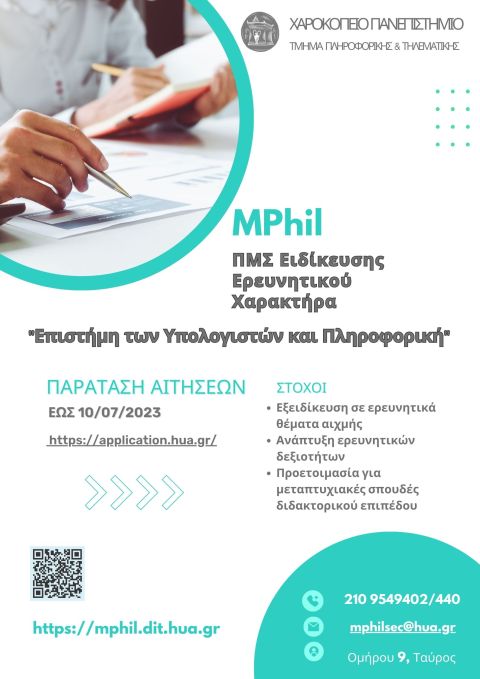 ΧΑΡΟΚΟΠΕΙΟ ΠΑΝΕΠΙΣΤΗΜΙΟ
ΤΜΗΜΑ ΠΛΗΡΟΦΟΡΙΚΗΣ & ΤΗΛΕΜΑΤΙΚΗΣ
MPhil
ΠΜΣ Ειδίκευσης
Ερευνητικού
Χαρακτήρα
"Επιστήμη των Υπολογιστών και Πληροφορική"
ΠΑΡΑΤΑΣΗ ΑΙΤΗΣΕΩΝ
ΕΩΣ 10/07/2023
https://application.hua.gr/
ΣΤΟΧΟΙ
• Εξειδίκευση σε ερευνητικά
θέματα αιχμής
• Ανάπτυξη ερευνητικών
δεξιοτήτων
• Προετοιμασία για
μεταπτυχιακές σπουδές
διδακτορικού επιπέδου
https://mphil.dit.hua.gr
210 9549402/440
mphilsec@hua.gr
Ομήρου 9, Ταύρος